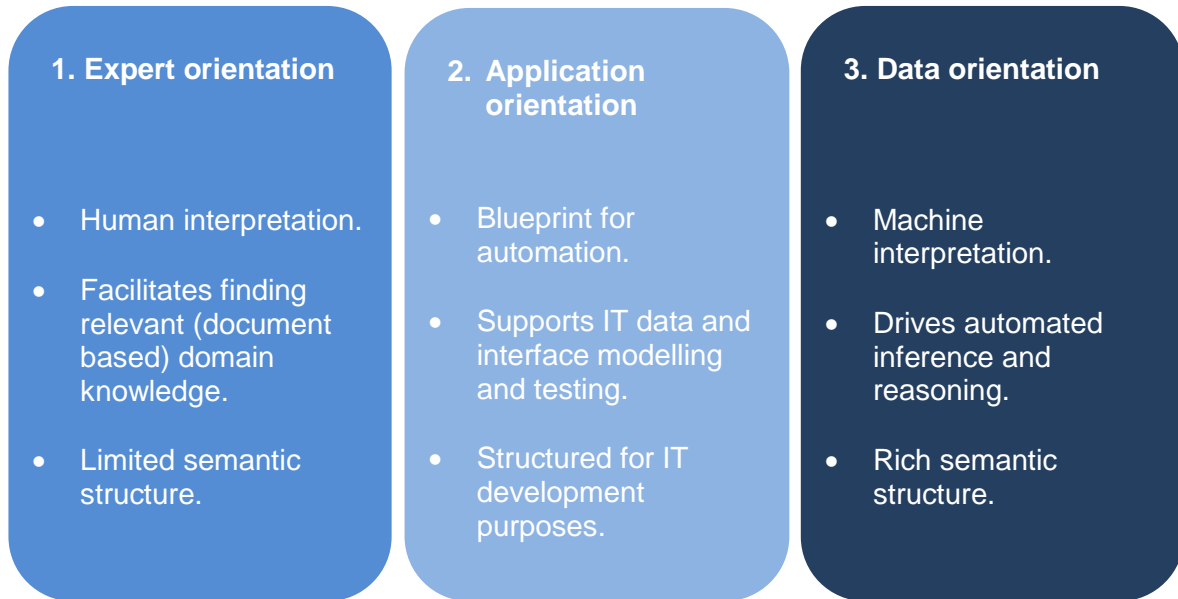 1. Expert orientation
• Human interpretation.
• Facilitates finding
relevant (document
based) domain
knowledge.
• Limited semantic
structure.
2. Application
orientation
• Blueprint for
automation.
• Supports IT data and
interface modelling
and testing.
• Structured for IT
development
purposes.
3. Data orientation
• Machine
interpretation.
• Drives automated
inference and
reasoning.
• Rich semantic
structure.